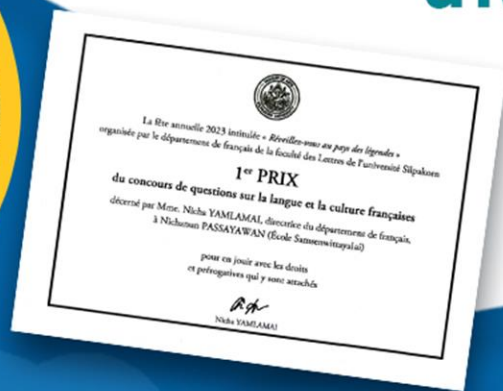 La fête annuelle 2023 intitulée « Réveillez-vous au pays des légendes »
organisée par le département de français de la faculté des Lettres de l'université Silpakorn
1er PRIX
du concours de questions sur la langue et la culture françaises
décerné par Mme. Nicha YAMLAMAI, directrice du département de français,
à Nichanun PASSAYAWAN (École Samsenwittayalai)
pour en jouir avec les droits
et prérogatives qui y sont attachés
Nicha YAMLAMAI